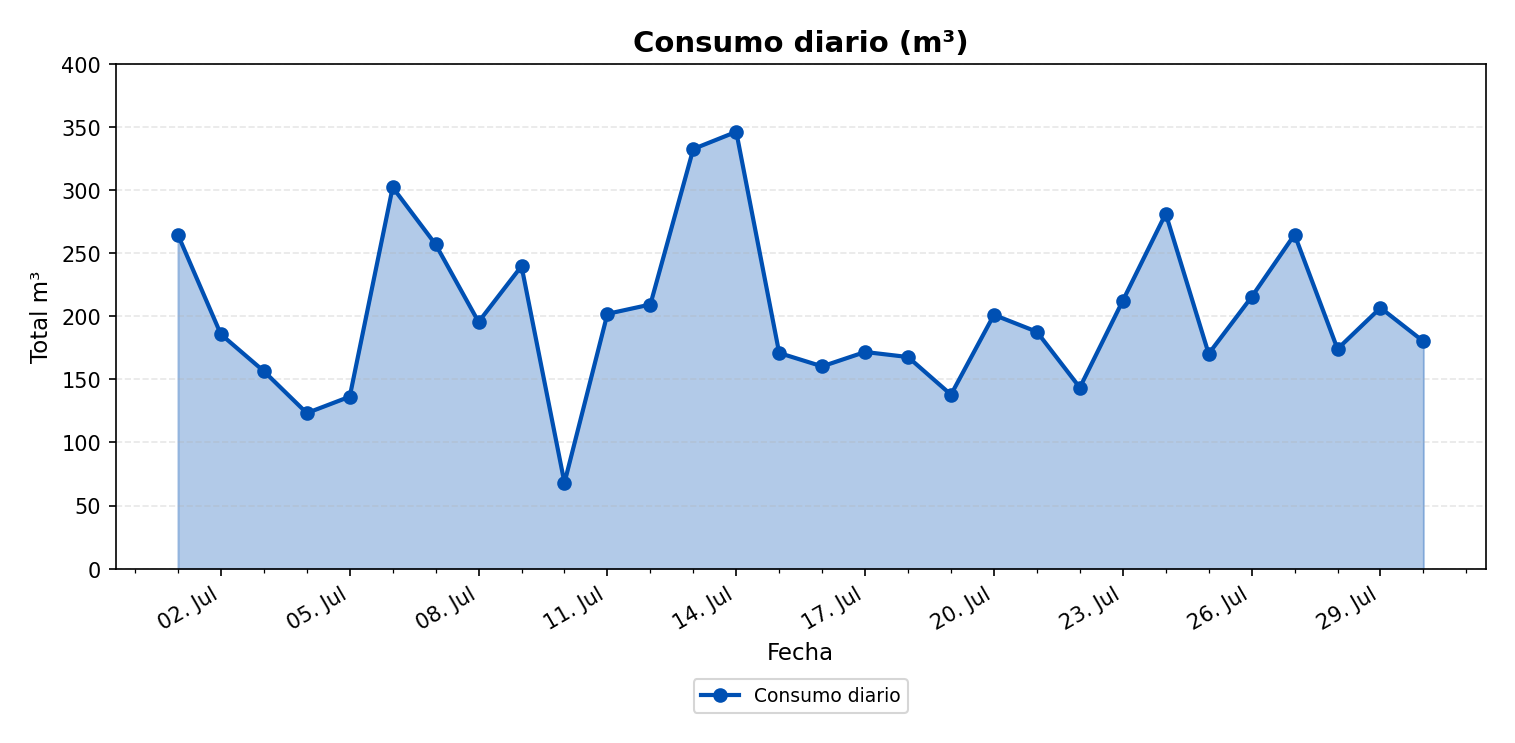 Consumo diario (m³)
400
350
300
250
200
150
100
50
0
Total m³
02. Jul
05. Jul
08. Jul
11. Jul
14. Jul
17. Jul
20. Jul
23. Jul
26. Jul
29. Jul
Fecha
Consumo diario